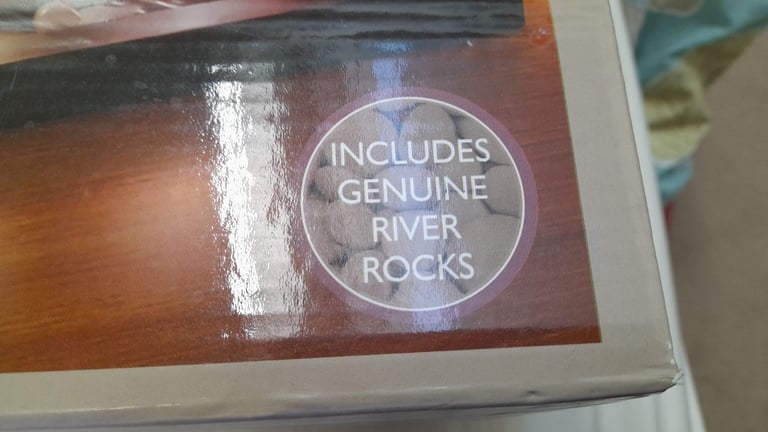 INCLUDES
GENUINE
RIVER
ROCKS